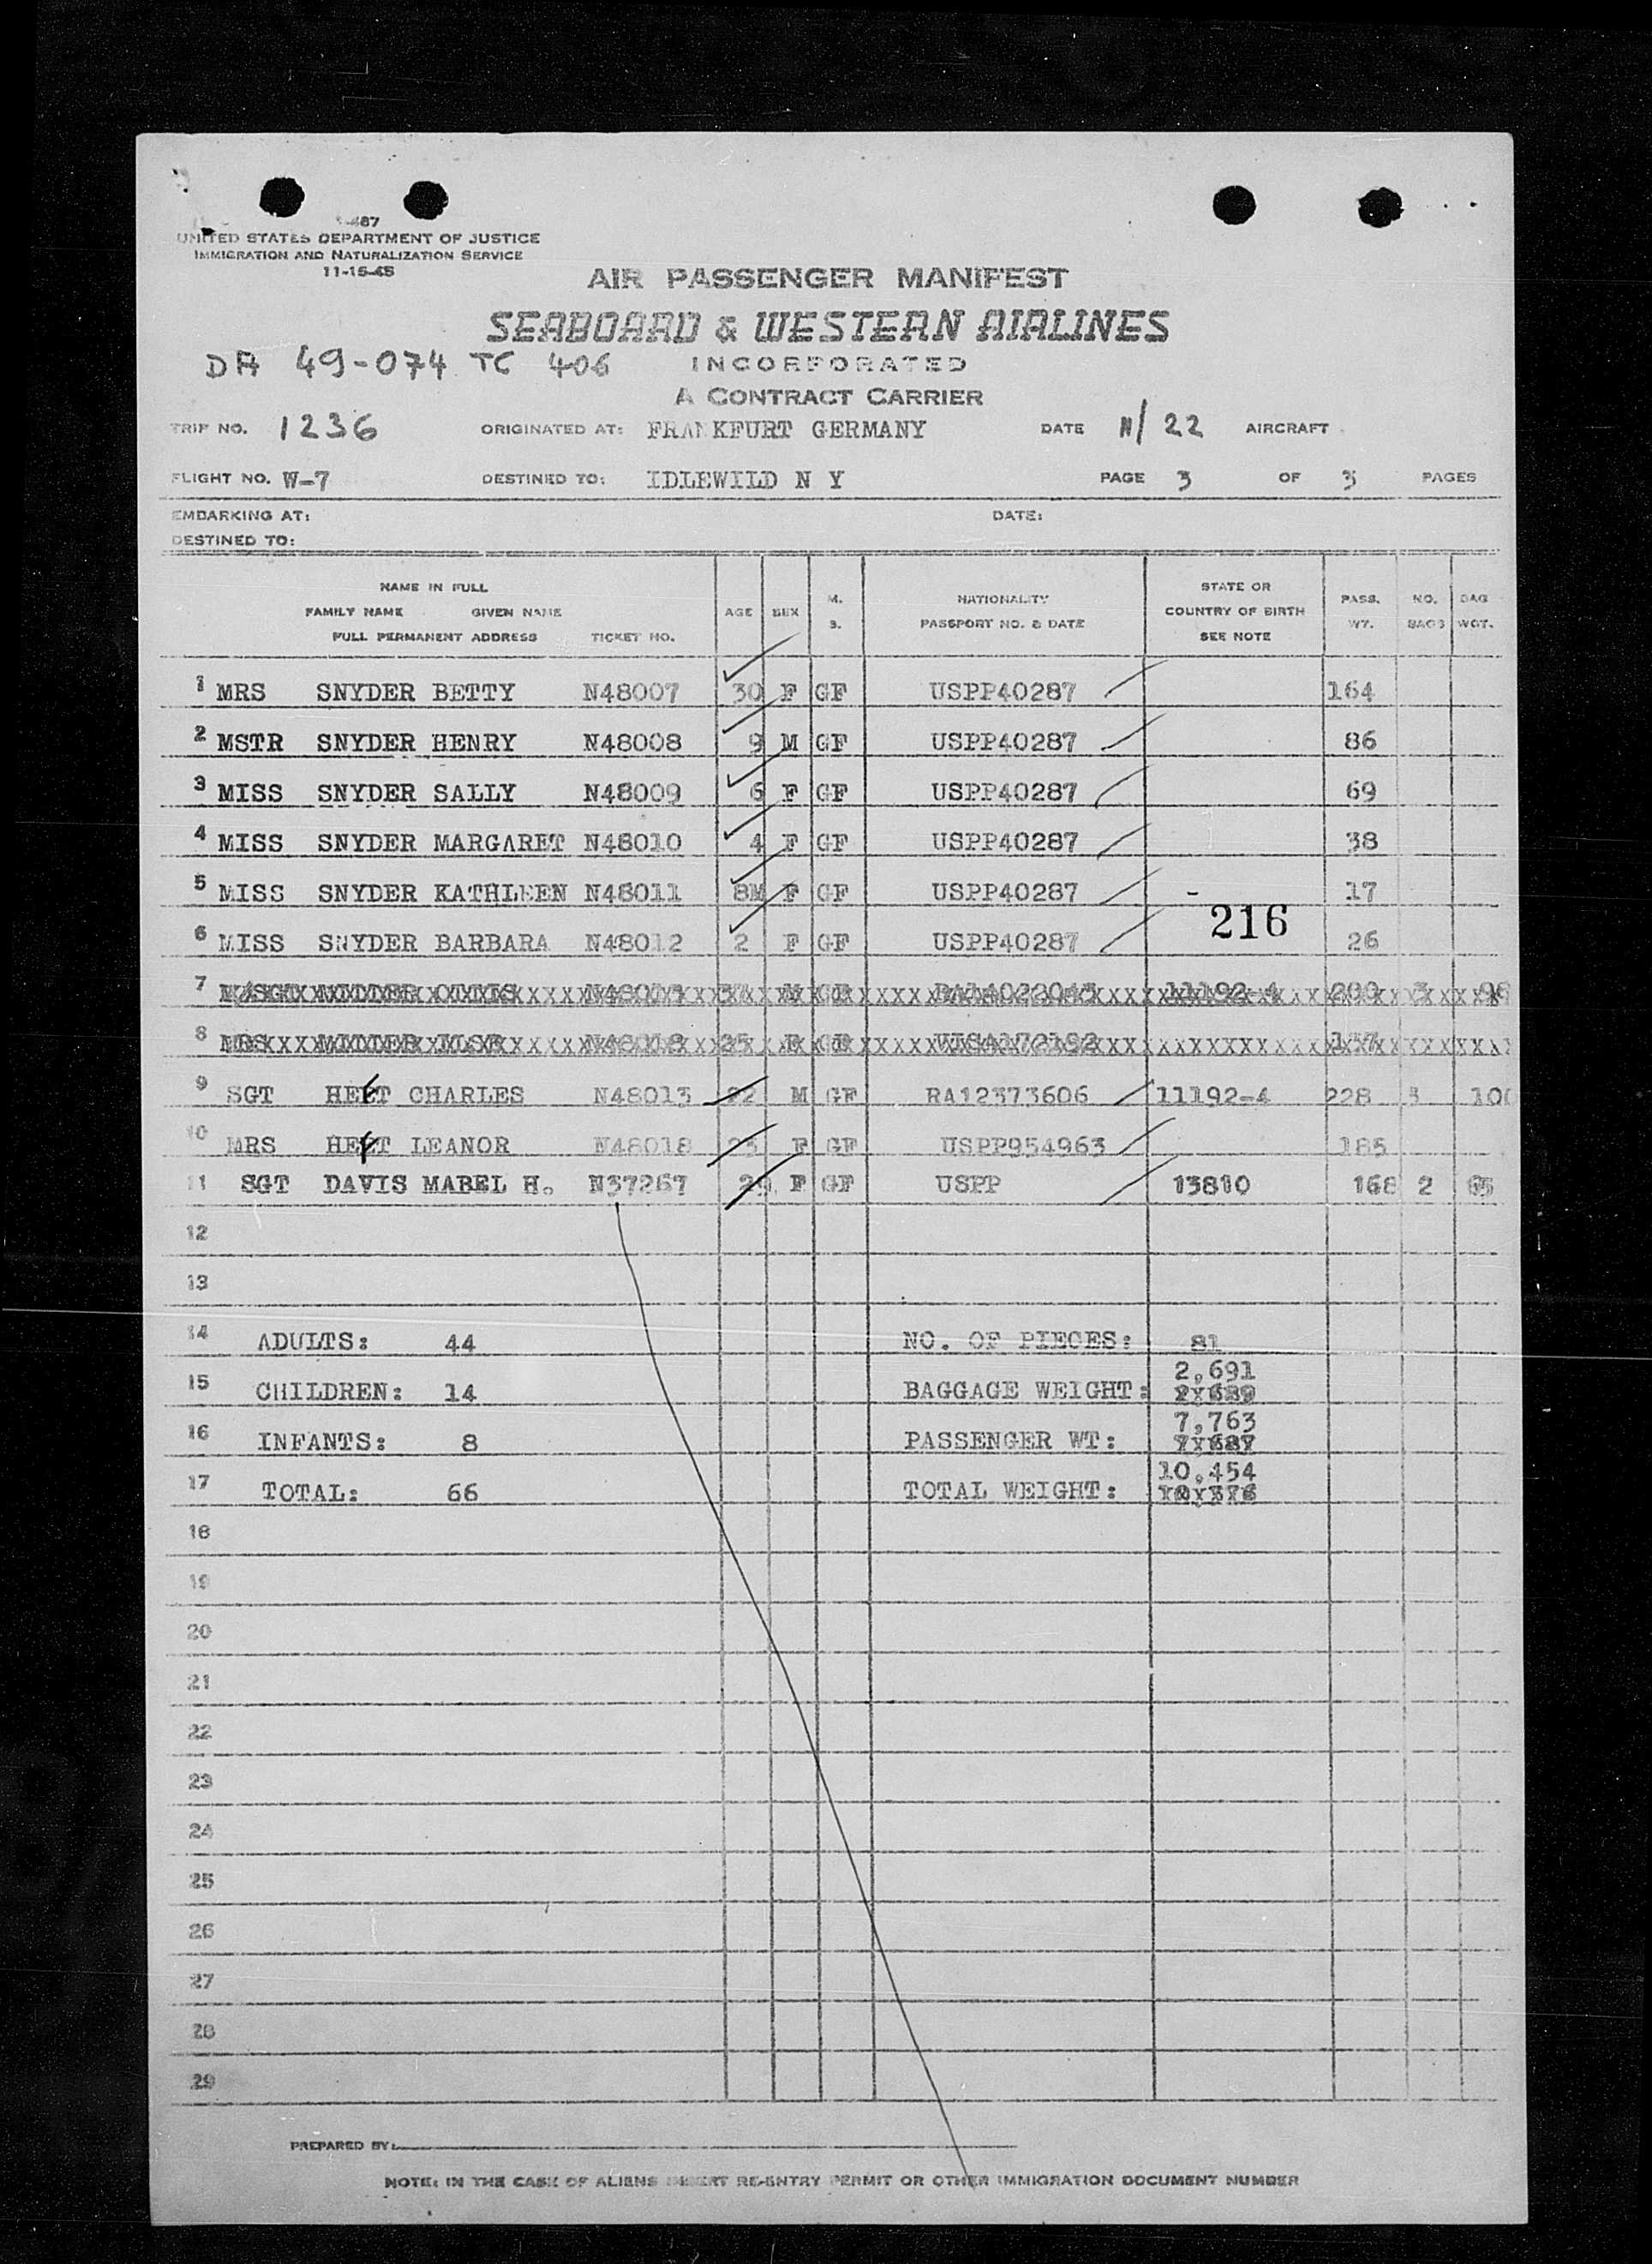 I-487
UNITED STATES DEPARTMENT OF JUSTICE
IMMIGRATION AND NATURALIZATION SERVICE
11-15-45
AIR PASSENGER MANIFEST
SEABOARD & WESTERN AIRLINES
DA 49-074 TC 406 INCORPORATED
A CONTRACT CARRIER
TRIP NO. 1236 ORIGINATED AT: FRANKFURT GERMANY DATE 11/22 AIRCRAFT
FLIGHT NO. W-7 DESTINED TO: IDLEWILD N Y PAGE 3 OF 3 PAGES
EMBARKING AT: DATE:
DESTINED TO:
NAME IN FULL
FAMILY NAME GIVEN NAME
FULL PERMANENT ADDRESS TICKET NO. AGE SEX M. S. NATIONALITY PASSPORT NO. & DATE STATE OR COUNTRY OF BIRTH SEE NOTE PASS. WT. NO. BAGS BAG WGT.
1 MRS SNYDER BETTY N48007 30 F GF USPP40287 164
2 MSTR SNYDER HENRY N48008 9 M GF USPP40287 86
3 MISS SNYDER SALLY N48009 6 F GF USPP40287 69
4 MISS SNYDER MARGARET N48010 4 F GF USPP40287 38
5 MISS SNYDER KATHLEEN N48011 8M F GF USPP40287 - 17
216
6 MISS SNYDER BARBARA N48012 2 F GF USPP40287 26
7
8
9 SGT CHARLES N48013 22 M GF RA12373606 11192-4 228 3 100
10 MRS LEANOR N48018 23 F GF USPP954963 185
11 SGT DAVIS MABEL H. N37267 29 F GF USPP 13810 168 2 65
12
13
14 ADULTS: 44 NO. OF PIECES: 81
2,691
15 CHILDREN: 14 BAGGAGE WEIGHT:
7,763
16 INFANTS: 8 PASSENGER WT:
10,454
17 TOTAL: 66 TOTAL WEIGHT:
18
19
20
21
22
23
24
25
26
27
28
29
PREPARED BY:
NOTE: IN THE CASE OF ALIENS INSERT RE-ENTRY PERMIT OR OTHER IMMIGRATION DOCUMENT NUMBER